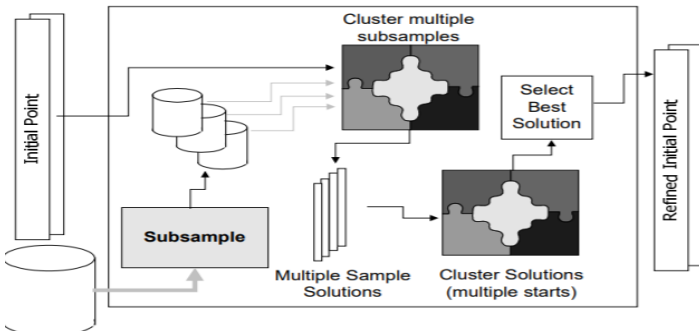 Initial Point
Cluster multiple
subsamples
Select
Best
Solution
Refined Initial Point
Subsample
Multiple Sample
Solutions
Cluster Solutions
(multiple starts)